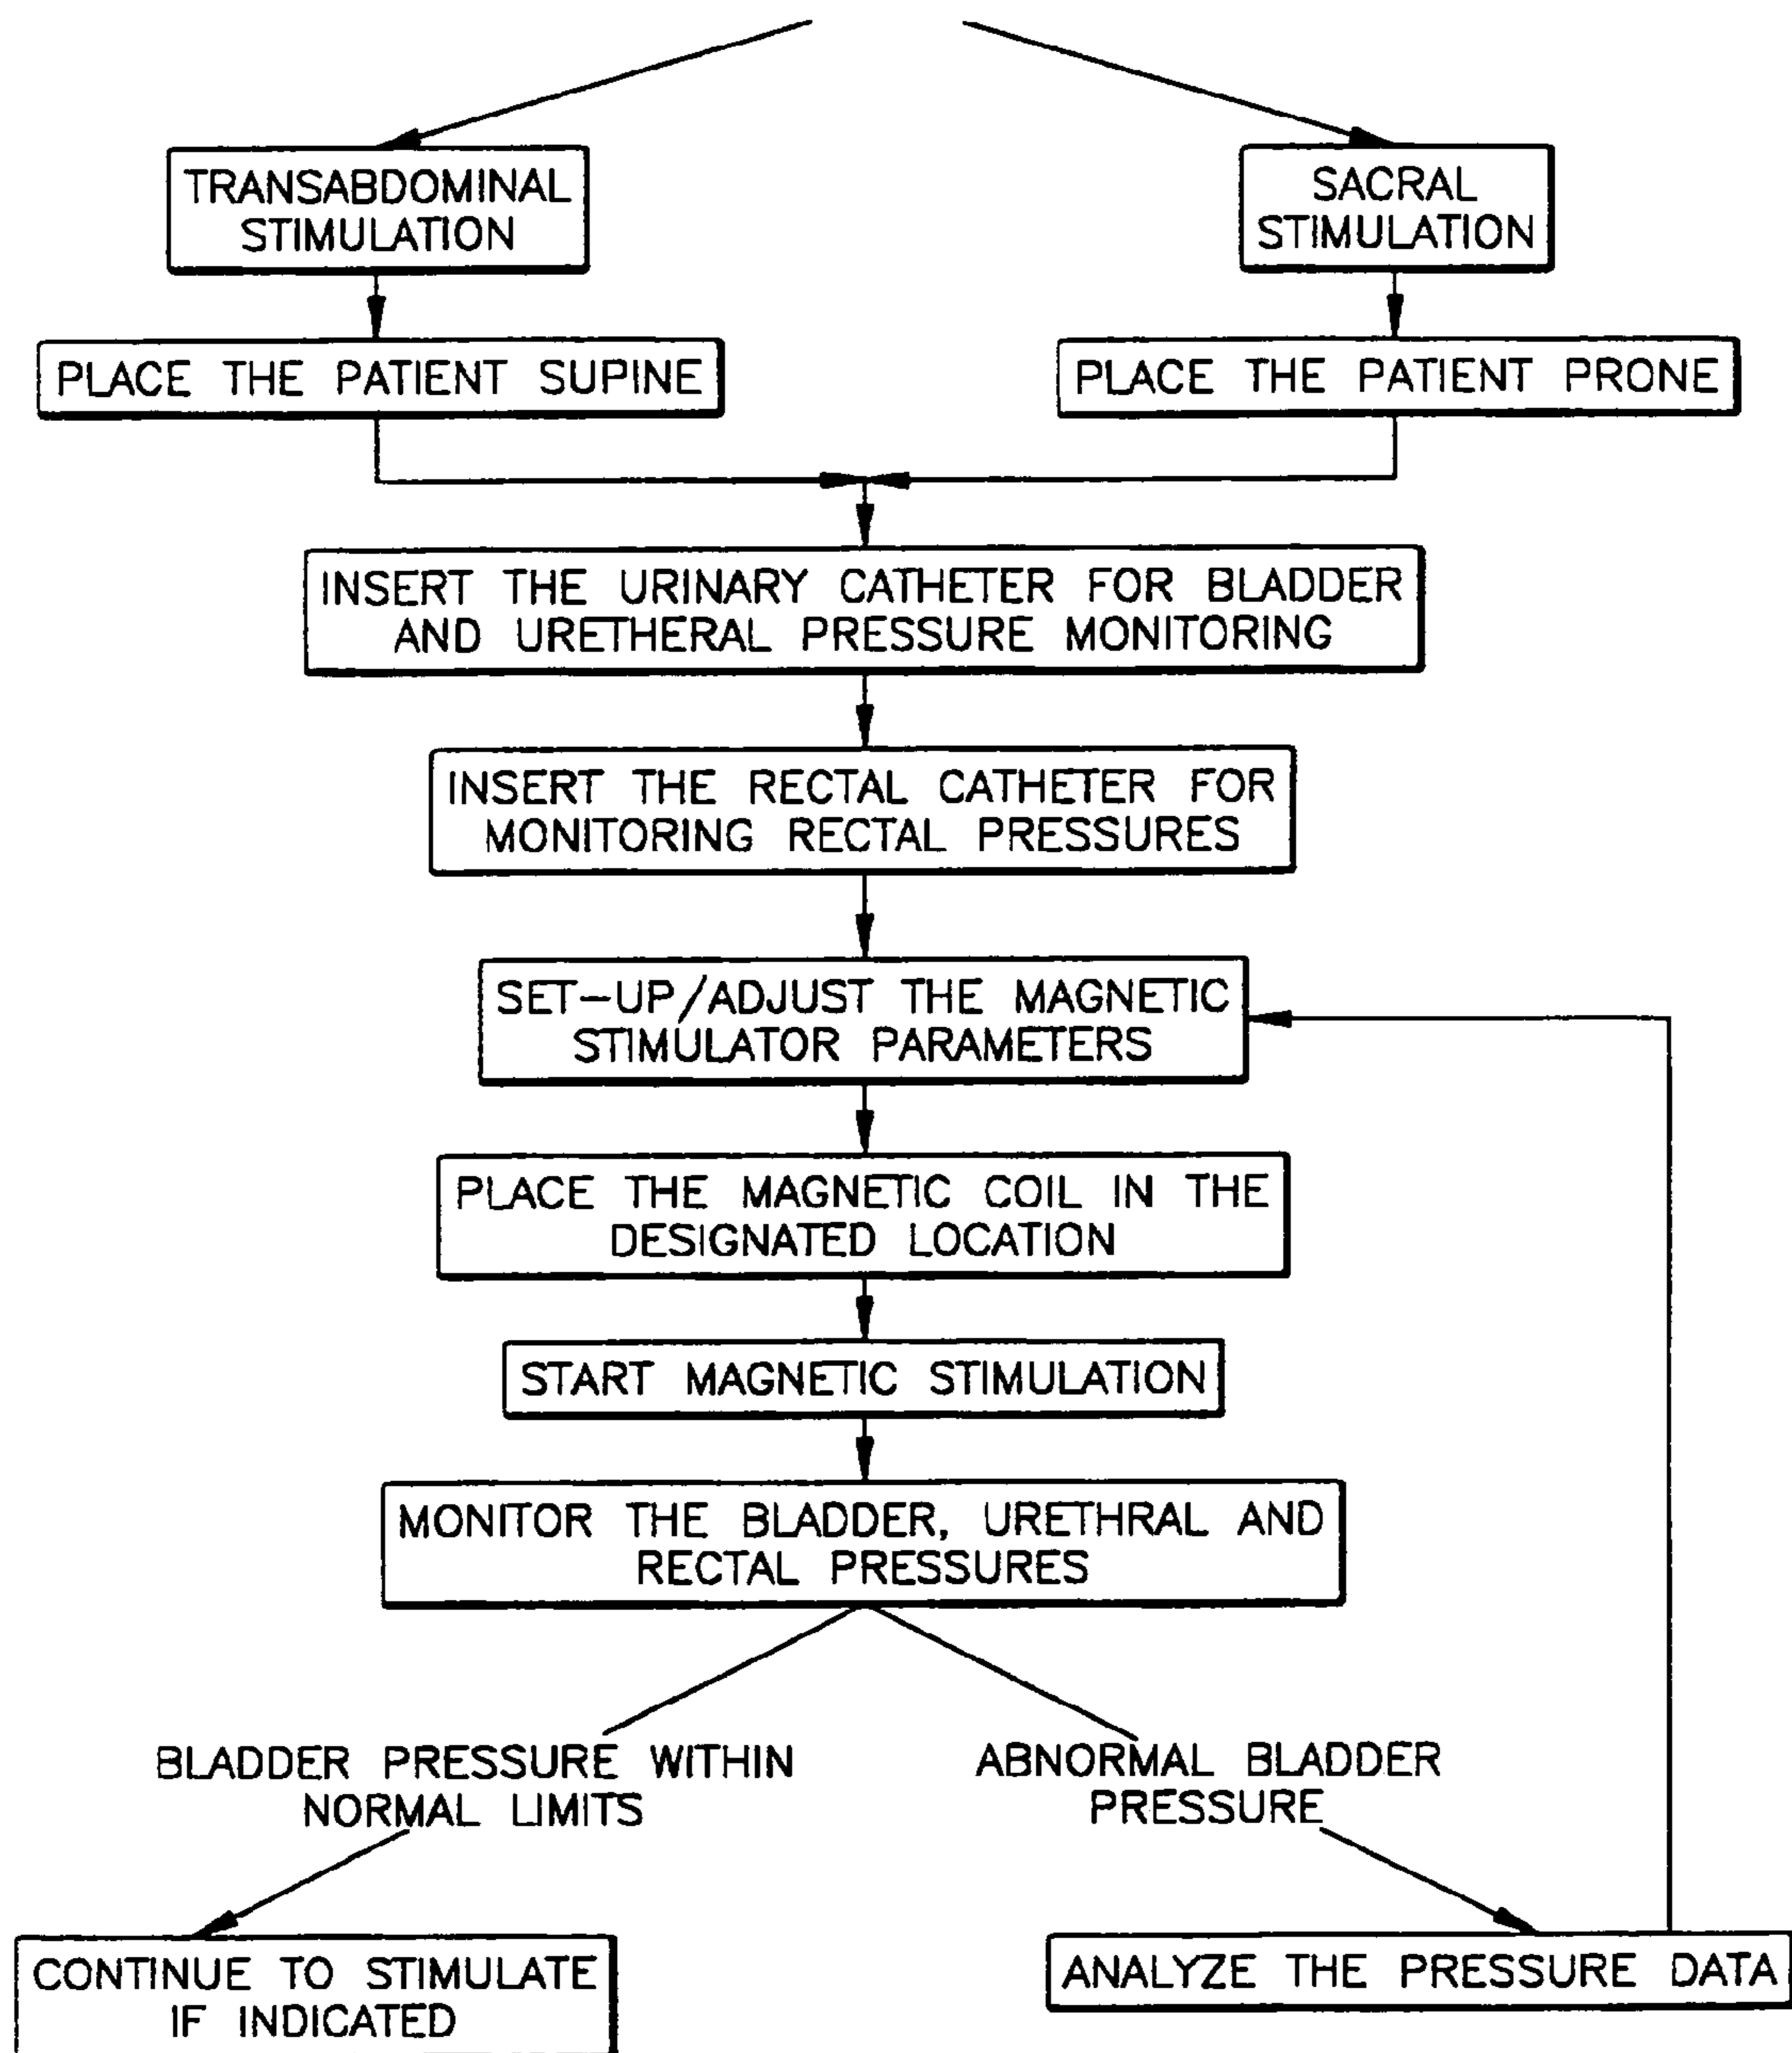 TRANSABDOMINAL
STIMULATION
SACRAL
STIMULATION
PLACE THE PATIENT SUPINE
PLACE THE PATIENT PRONE
INSERT THE URINARY CATHETER FOR BLADDER
AND URETHERAL PRESSURE MONITORING
INSERT THE RECTAL CATHETER FOR
MONITORING RECTAL PRESSURES
SET-UP/ADJUST THE MAGNETIC
STIMULATOR PARAMETERS
PLACE THE MAGNETIC COIL IN THE
DESIGNATED LOCATION
START MAGNETIC STIMULATION
MONITOR THE BLADDER, URETHRAL AND
RECTAL PRESSURES
BLADDER PRESSURE WITHIN
NORMAL LIMITS
ABNORMAL BLADDER
PRESSURE
CONTINUE TO STIMULATE
IF INDICATED
ANALYZE THE PRESSURE DATA